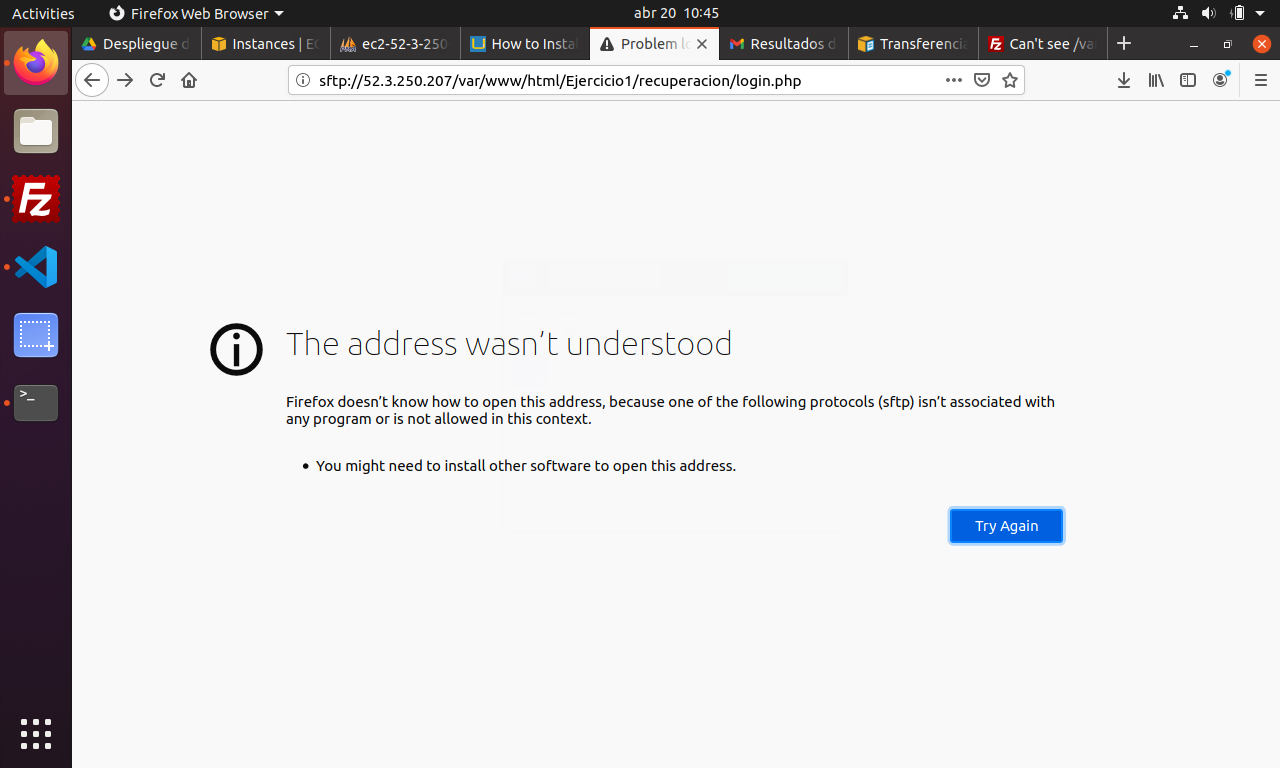 Activities Firefox Web Browser abr 20 10:45
Despliegue d Instances | EC ec2-52-3-250 How to Instal Problem lo Resultados d Transferencia Can't see /va
sftp://52.3.250.207/var/www/html/Ejercicio1/recuperacion/login.php
The address wasn’t understood
Firefox doesn’t know how to open this address, because one of the following protocols (sftp) isn’t associated with
any program or is not allowed in this context.
You might need to install other software to open this address.
Try Again